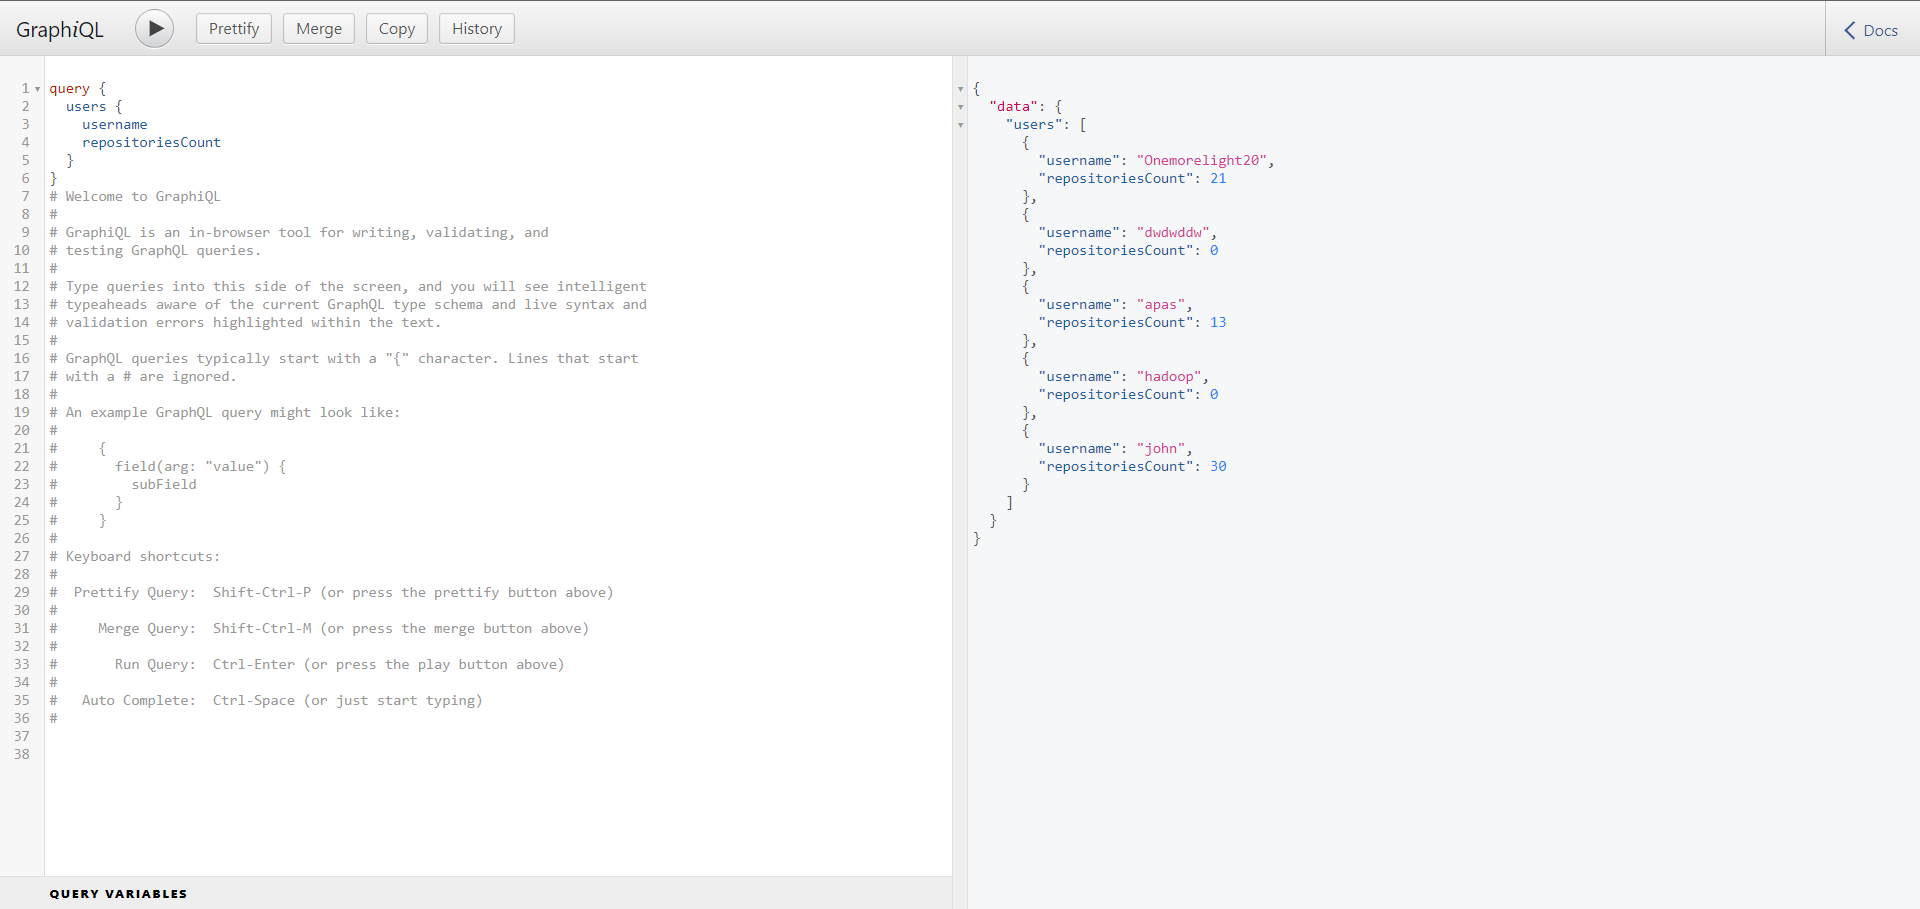 GraphiQL
Prettify
Merge
Copy
History
Docs
1 query {
2   users {
3     username
4     repositoriesCount
5   }
6 }
7 # Welcome to GraphiQL
8 #
9 # GraphiQL is an in-browser tool for writing, validating, and
10 # testing GraphQL queries.
11 #
12 # Type queries into this side of the screen, and you will see intelligent
13 # typeaheads aware of the current GraphQL type schema and live syntax and
14 # validation errors highlighted within the text.
15 #
16 # GraphQL queries typically start with a "{" character. Lines that start
17 # with a # are ignored.
18 #
19 # An example GraphQL query might look like:
20 #
21 #     {
22 #       field(arg: "value") {
23 #         subField
24 #       }
25 #     }
26 #
27 # Keyboard shortcuts:
28 #
29 #  Prettify Query:  Shift-Ctrl-P (or press the prettify button above)
30 #
31 #     Merge Query:  Shift-Ctrl-M (or press the merge button above)
32 #
33 #       Run Query:  Ctrl-Enter (or press the play button above)
34 #
35 #   Auto Complete:  Ctrl-Space (or just start typing)
36 #
37
38
QUERY VARIABLES
{
  "data": {
    "users": [
      {
        "username": "Onemorelight20",
        "repositoriesCount": 21
      },
      {
        "username": "dwdwddw",
        "repositoriesCount": 0
      },
      {
        "username": "apas",
        "repositoriesCount": 13
      },
      {
        "username": "hadoop",
        "repositoriesCount": 0
      },
      {
        "username": "john",
        "repositoriesCount": 30
      }
    ]
  }
}